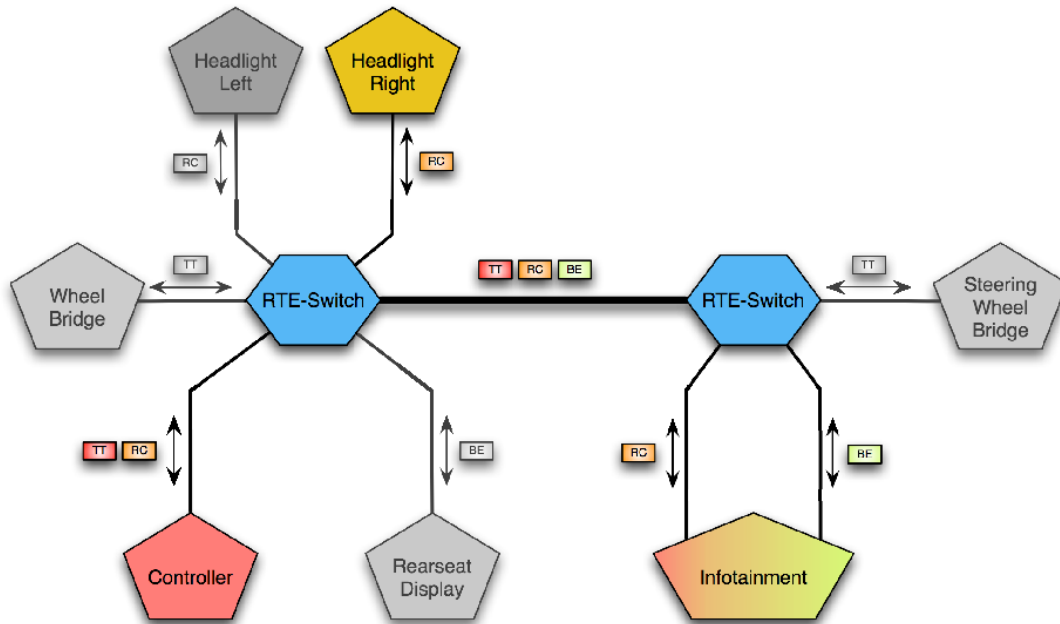 Headlight
Left
Headlight
Right
RC
RC
TT
TT RC BE
TT
Wheel
Bridge
RTE-Switch
RTE-Switch
Steering
Wheel
Bridge
TT RC
BE
RC
BE
Controller
Rearseat
Display
Infotainment